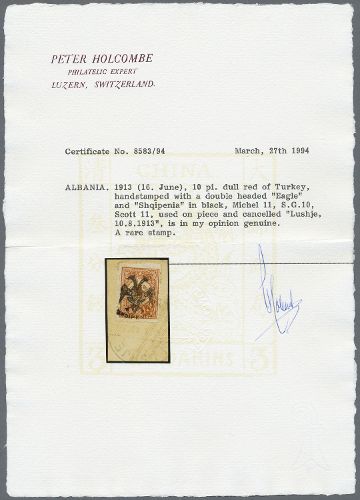 PETER HOLCOMBE
PHILATELIC EXPERT
LUZERN, SWITZERLAND.
Certificate No. 8583/94 March, 27th 1994
ALBANIA. 1913 (16. June), 10 pi. dull red of Turkey,
handstamped with a double headed "Eagle"
and "Shqipenia" in black, Michel 11, S.G.10,
Scott 11, used on piece and cancelled "Lushje,
10.8.1913", is in my opinion genuine.
A rare stamp.
CHINA